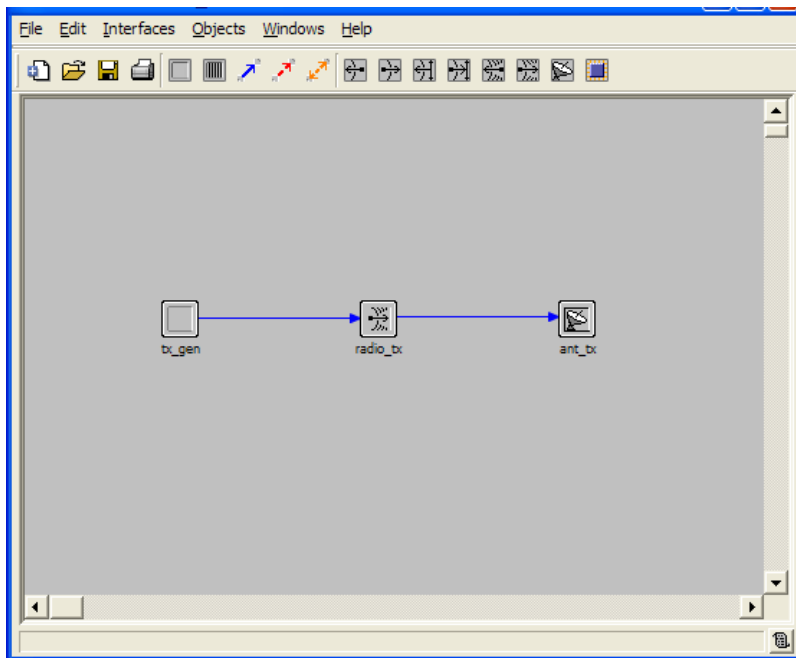 File Edit Interfaces Objects Windows Help
tx_gen radio_tx ant_tx